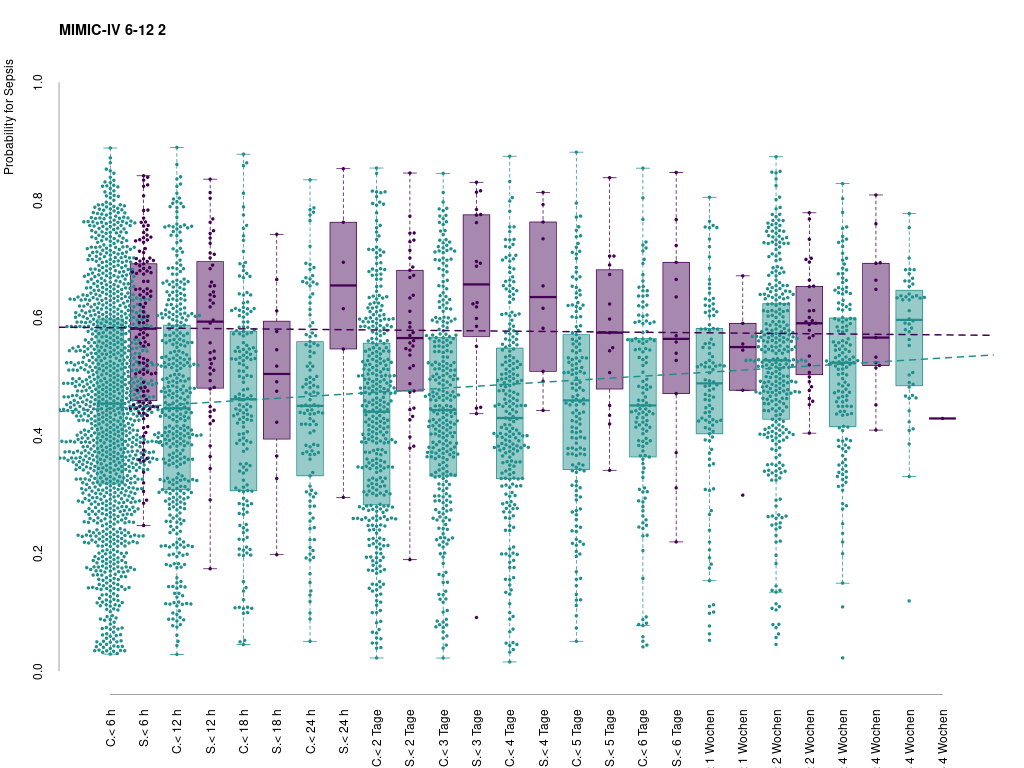 MIMIC-IV 6-12 2
Probability for Sepsis
1.0
0.8
0.6
0.4
0.2
0.0
C.< 6 h
S.< 6 h
C.< 12 h
S.< 12 h
C.< 18 h
S.< 18 h
C.< 24 h
S.< 24 h
C.< 2 Tage
S.< 2 Tage
C.< 3 Tage
S.< 3 Tage
C.< 4 Tage
S.< 4 Tage
C.< 5 Tage
S.< 5 Tage
C.< 6 Tage
S.< 6 Tage
1 Wochen
1 Wochen
2 Wochen
2 Wochen
4 Wochen
4 Wochen
4 Wochen
4 Wochen